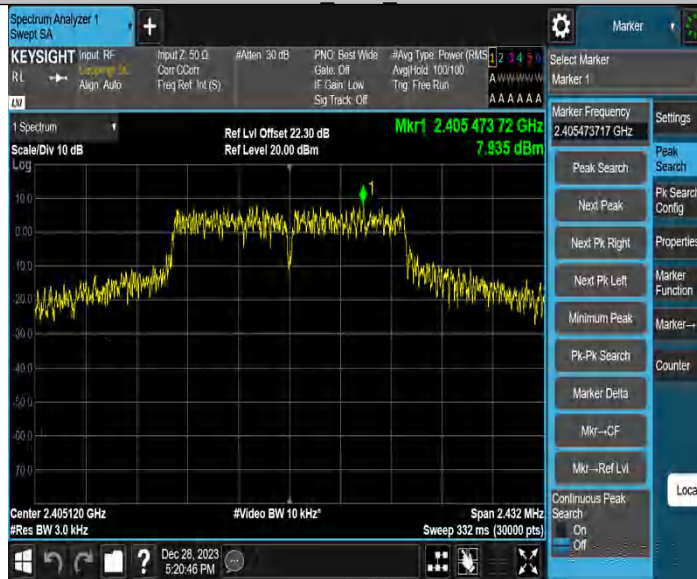 Spectrum Analyzer 1
Swept SA
Marker
KEYSIGHT
Input: RF
Input Z: 50 Ω
#Atten: 30 dB
PNO: Best Wide
#Avg Type: Power (RMS
1 2 3 4 5 6
Select Marker
Marker 1
RL
Coupling: DC
Corr CCorr
Gate: Off
Avg|Hold: 100/100
A W W W W W
Align: Auto
Freq Ref: Int (S)
IF Gain: Low
Trig: Free Run
Sig Track: Off
A A A A A A
LXI
1 Spectrum
Ref Lvl Offset 22.30 dB
Mkr1 2.405 473 72 GHz
Scale/Div 10 dB
Ref Level 20.00 dBm
7.935 dBm
Log
10.0
0.00
-10.0
-20.0
-30.0
-40.0
-50.0
-60.0
-70.0
1
Center 2.405120 GHz
#Video BW 10 kHz*
Span 2.432 MHz
#Res BW 3.0 kHz
Sweep 332 ms (30000 pts)
Marker Frequency
2.405473717 GHz
Settings
Peak Search
Peak
Search
Next Peak
Pk Search
Config
Next Pk Right
Properties
Next Pk Left
Marker
Function
Minimum Peak
Marker→
Pk-Pk Search
Counter
Marker Delta
Mkr→CF
Mkr→Ref Lvl
Continuous Peak
Search
On
Off
Loca
?
Dec 28, 2023
5:20:46 PM